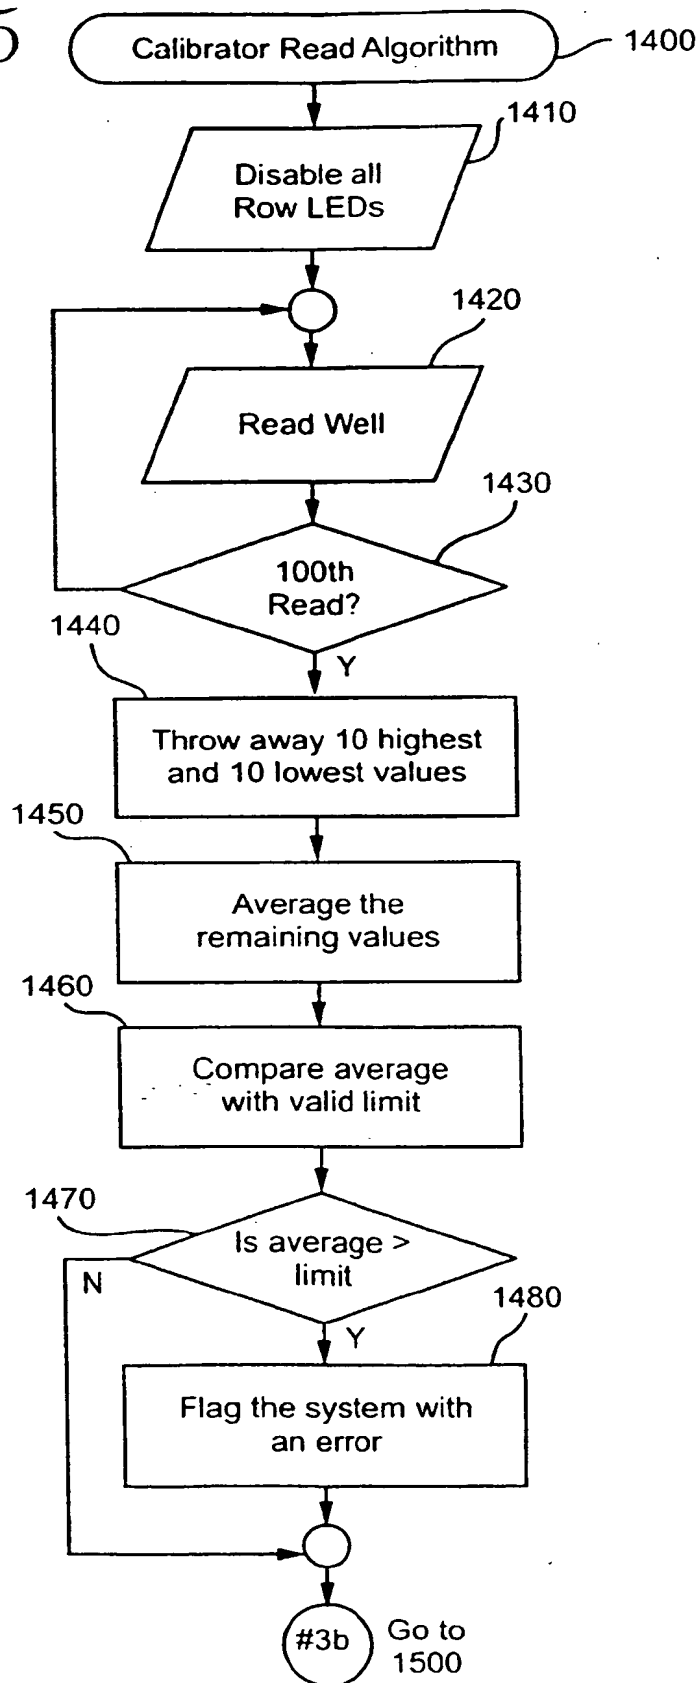 Calibrator Read Algorithm
1400
1410
Disable all
Row LEDs
1420
Read Well
1430
100th
Read?
1440
Y
Throw away 10 highest
and 10 lowest values
1450
Average the
remaining values
1460
Compare average
with valid limit
1470
Is average >
limit
N
1480
Y
Flag the system with
an error
#3b
Go to
1500